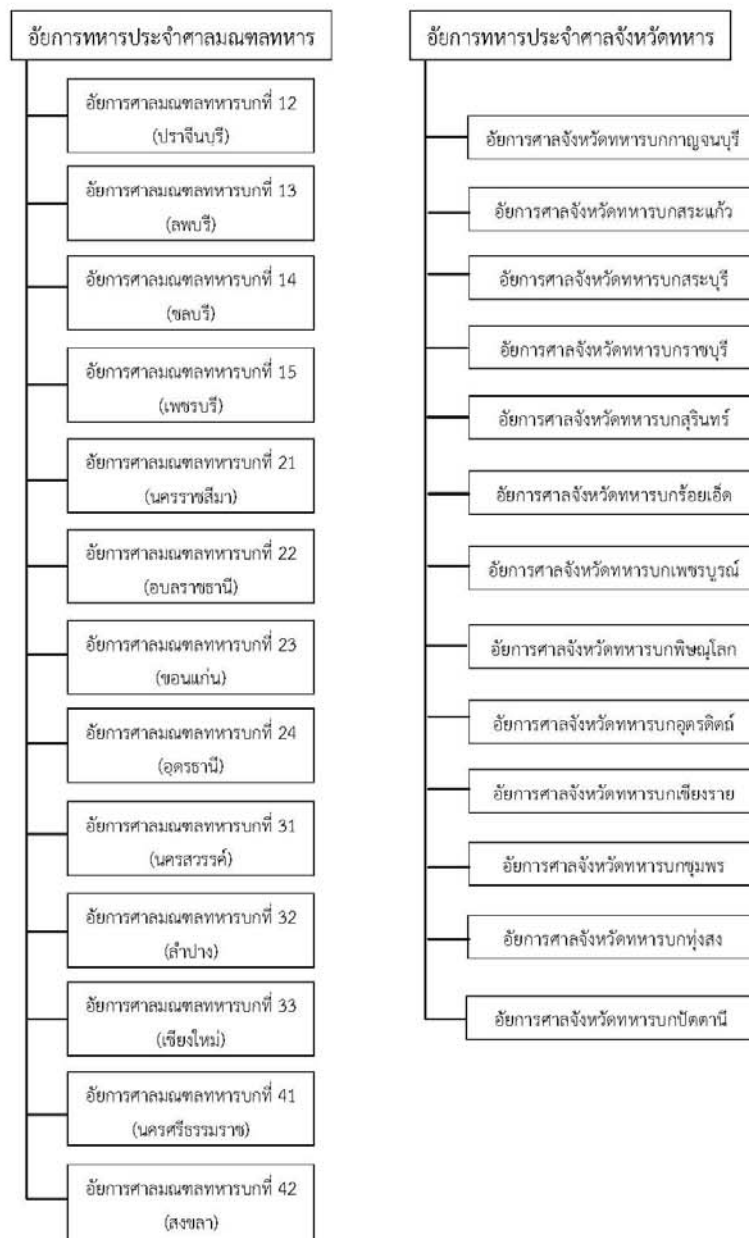 อัยการทหารประจำศาลมณฑลทหาร
อัยการศาลมณฑลทหารบกที่ 12
(ปราจีนบุรี)
อัยการศาลมณฑลทหารบกที่ 13
(ลพบรี)
อัยการศาลมณฑลทหารบกที่ 14
(ชลบรี)
อัยการศาลมณฑลทหารบกที่ 15
(เพชรบรี)
อัยการศาลมณฑลทหารบกที่ 21
(นครราชสีมา)
อัยการศาลมณฑลทหารบกที่ 22
(อบลราชธานี)
อัยการศาลมณฑลทหารบกที่ 23
(ขอนแก่น)
อัยการศาลมณฑลทหารบกที่ 24
(อุดรธานี)
อัยการศาลมณฑลทหารบกที่ 31
(นครสวรรค์)
อัยการศาลมณฑลทหารบกที่ 32
(ลำปาง)
อัยการศาลมณฑลทหารบกที่ 33
(เชียงใหม่)
อัยการศาลมณฑลทหารบกที่ 41
(นครศรีธรรมราช)
อัยการศาลมณฑลทหารบกที่ 42
(สงขลา)
อัยการทหารประจำศาลจังหวัดทหาร
อัยการศาลจังหวัดทหารบกกาญจนบุรี
อัยการศาลจังหวัดทหารบกสระแก้ว
อัยการศาลจังหวัดทหารบกสระบุรี
อัยการศาลจังหวัดทหารบกราชบุรี
อัยการศาลจังหวัดทหารบกสุรินทร์
อัยการศาลจังหวัดทหารบกร้อยเอ็ด
อัยการศาลจังหวัดทหารบกเพชรบูรณ์
อัยการศาลจังหวัดทหารบกพิษณุโลก
อัยการศาลจังหวัดทหารบกอุตรดิตถ์
อัยการศาลจังหวัดทหารบกเชียงราย
อัยการศาลจังหวัดทหารบกชุมพร
อัยการศาลจังหวัดทหารบกทุ่งสง
อัยการศาลจังหวัดทหารบกปัตตานี